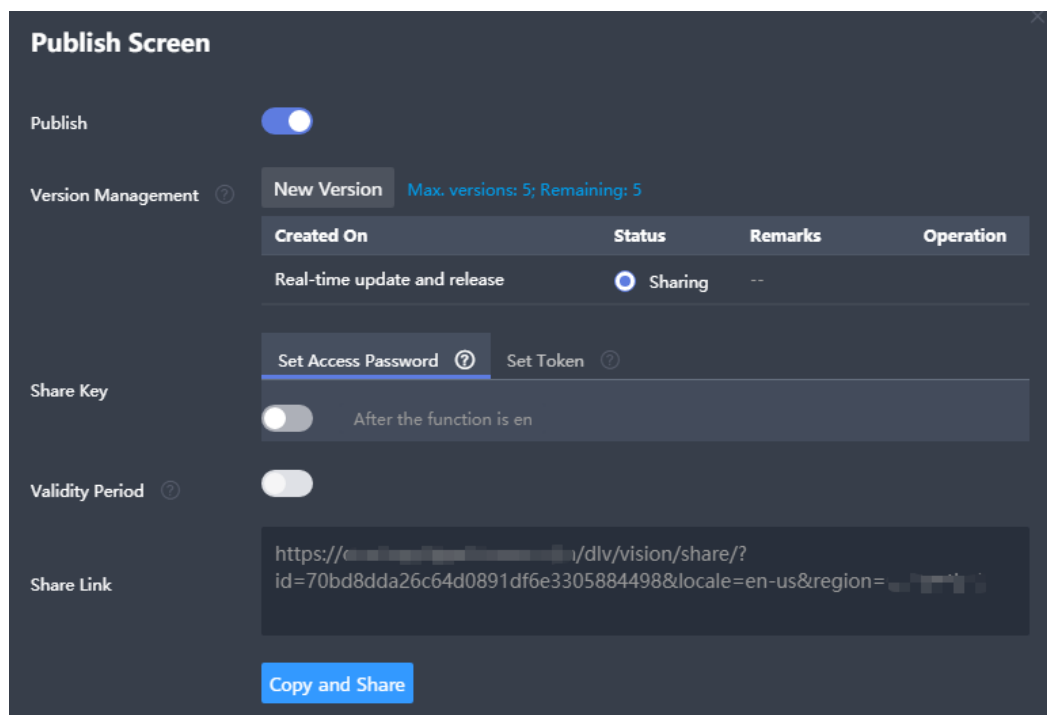 Publish Screen
Publish
Version Management
New Version
Max. versions: 5; Remaining: 5
Created On Status Remarks Operation
Real-time update and release Sharing --
Set Access Password Set Token
Share Key
After the function is en
Validity Period
https:// /dlv/vision/share/?
id=70bd8dda26c64d0891df6e3305884498&locale=en-us&region=
Share Link
Copy and Share